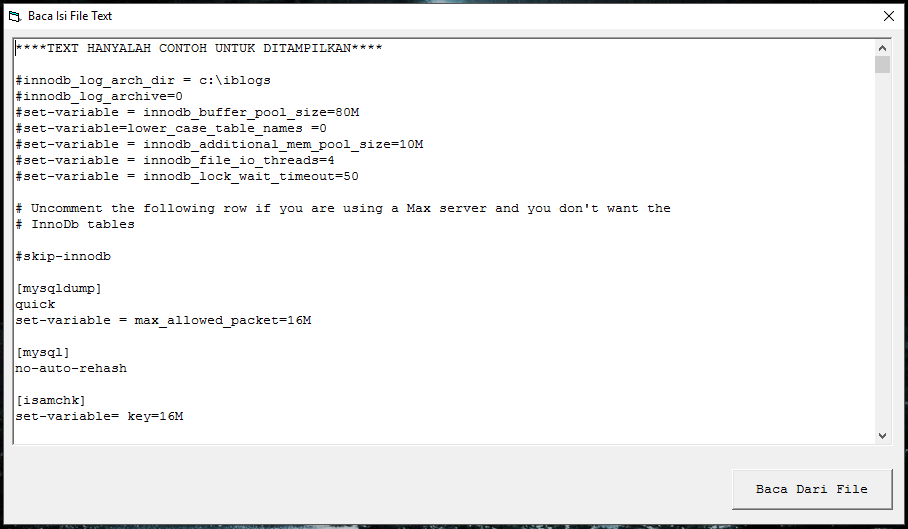 Baca Isi File Text
****TEXT HANYALAH CONTOH UNTUK DITAMPILKAN****
#innodb_log_arch_dir = c:\iblogs
#innodb_log_archive=0
#set-variable = innodb_buffer_pool_size=80M
#set-variable=lower_case_table_names =0
#set-variable = innodb_additional_mem_pool_size=10M
#set-variable = innodb_file_io_threads=4
#set-variable = innodb_lock_wait_timeout=50
# Uncomment the following row if you are using a Max server and you don't want the
# InnoDb tables
#skip-innodb
[mysqldump]
quick
set-variable = max_allowed_packet=16M
[mysql]
no-auto-rehash
[isamchk]
set-variable= key=16M
Baca Dari File